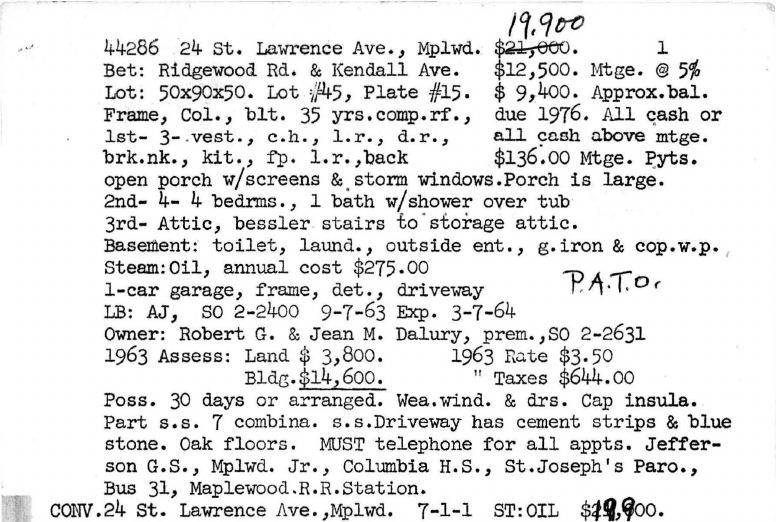 19,900
44286 24 St. Lawrence Ave., Mplwd. $21,000. 1
Bet: Ridgewood Rd. & Kendall Ave. $12,500. Mtge. @ 5%
Lot: 50x90x50. Lot #45, Plate #15. $ 9,400. Approx.bal.
Frame, Col., blt. 35 yrs.comp.rf., due 1976. All cash or
1st- 3- vest., c.h., l.r., d.r., all cash above mtge.
brk.nk., kit., fp. l.r.,back $136.00 Mtge. Pyts.
open porch w/screens & storm windows.Porch is large.
2nd- 4- 4 bedrms., 1 bath w/shower over tub
3rd- Attic, bessler stairs to storage attic.
Basement: toilet, laund., outside ent., g.iron & cop.w.p.
Steam:Oil, annual cost $275.00
P.A.T.O.
1-car garage, frame, det., driveway
LB: AJ, SO 2-2400 9-7-63 Exp. 3-7-64
Owner: Robert G. & Jean M. Dalury, prem.,SO 2-2631
1963 Assess: Land $ 3,800. 1963 Rate $3.50
Bldg.$14,600. " Taxes $644.00
Poss. 30 days or arranged. Wea.wind. & drs. Cap insula.
Part s.s. 7 combina. s.s.Driveway has cement strips & blue
stone. Oak floors. MUST telephone for all appts. Jeffer-
son G.S., Mplwd. Jr., Columbia H.S., St.Joseph's Paro.,
Bus 31, Maplewood.R.R.Station.
CONV.24 St. Lawrence Ave.,Mplwd. 7-1-1 ST:OIL $19,900.